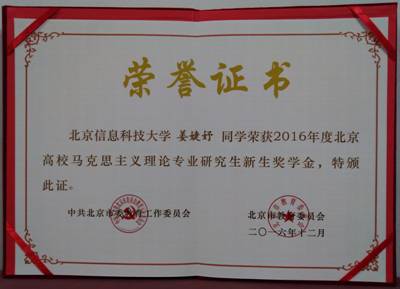 荣誉证书
北京信息科技大学 姜婕妤 同学荣获2016年度北京
高校马克思主义理论专业研究生新生奖学金，特颁
此证。
中共北京市委教育工作委员会
北京市教育委员会
二〇一六年十二月